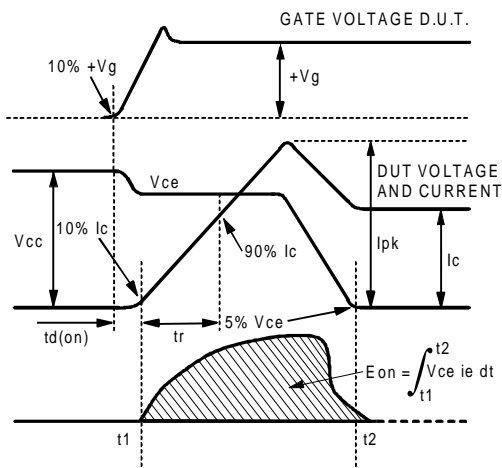 GATE VOLTAGE D.U.T.
10% +Vg
+Vg
Vce
DUT VOLTAGE
AND CURRENT
Vcc
10% Ic
90% Ic
Ipk
Ic
td(on)
tr
5% Vce
Eon = ∫ Vce ie dt
t2
t1
t1
t2